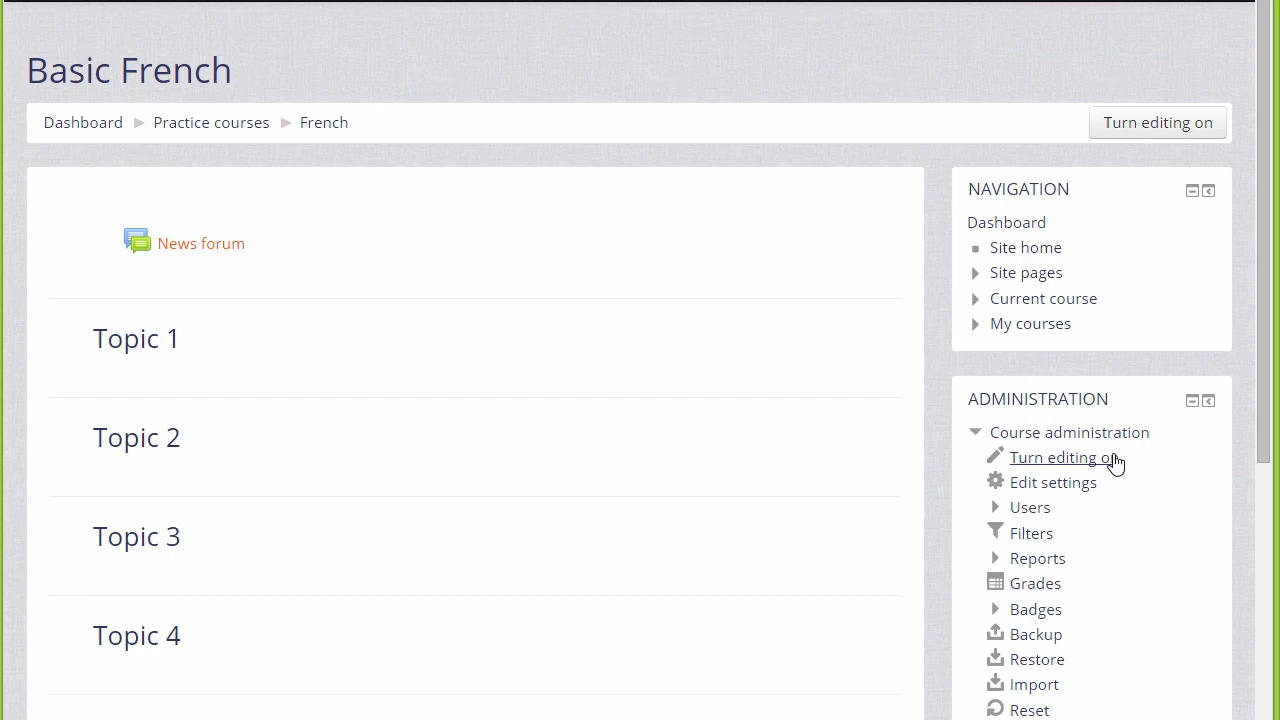 Basic French
Dashboard Practice courses French
Turn editing on
News forum
Topic 1
Topic 2
Topic 3
Topic 4
NAVIGATION
Dashboard
Site home
Site pages
Current course
My courses
ADMINISTRATION
Course administration
Turn editing on
Edit settings
Users
Filters
Reports
Grades
Badges
Backup
Restore
Import
Reset